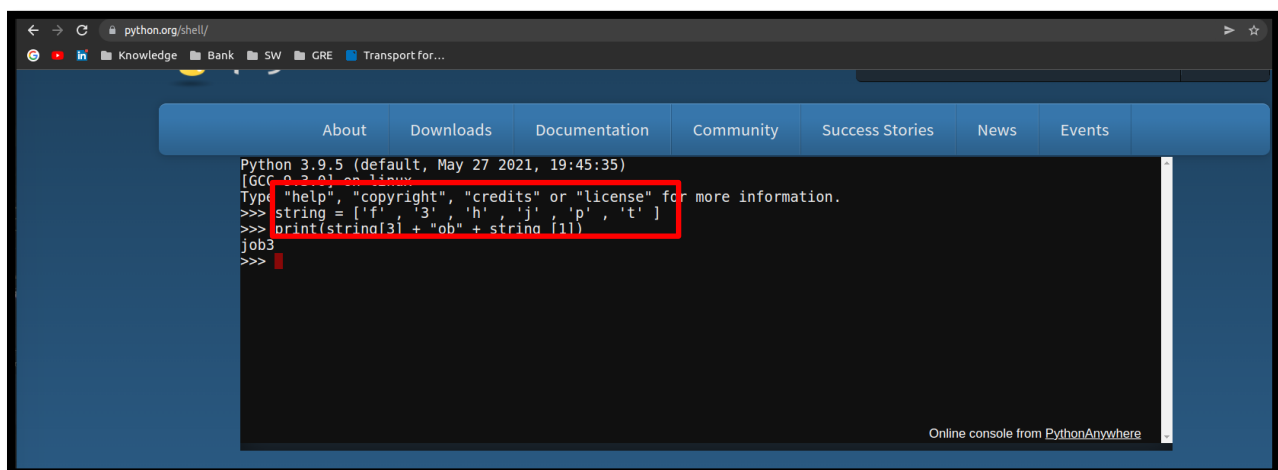 python.org/shell/
Knowledge Bank SW GRE Transport for...
About Downloads Documentation Community Success Stories News Events
Python 3.9.5 (default, May 27 2021, 19:45:35)
[GCC 9.3.0] on linux
Type "help", "copyright", "credits" or "license" for more information.
>>> string = ['f' , '3' , 'h' , 'j' , 'p' , 't' ]
>>> print(string[3] + "ob" + string [1])
job3
>>>
Online console from PythonAnywhere